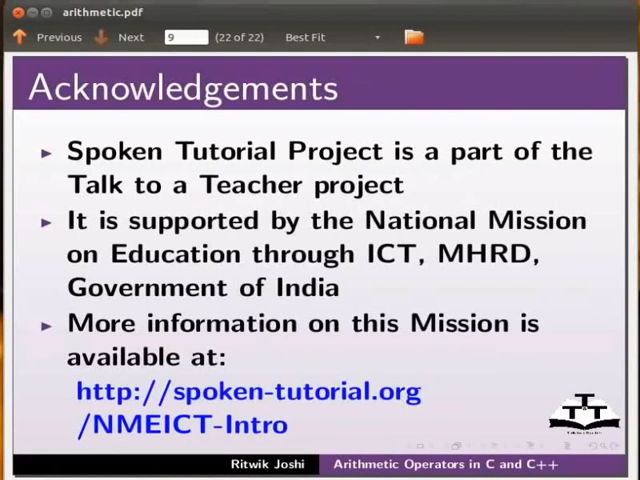 arithmetic.pdf
Previous Next 9 (22 of 22) Best Fit
Acknowledgements
Spoken Tutorial Project is a part of the
Talk to a Teacher project
It is supported by the National Mission
on Education through ICT, MHRD,
Government of India
More information on this Mission is
available at:
http://spoken-tutorial.org
/NMEICT-Intro
Ritwik Joshi Arithmetic Operators in C and C++